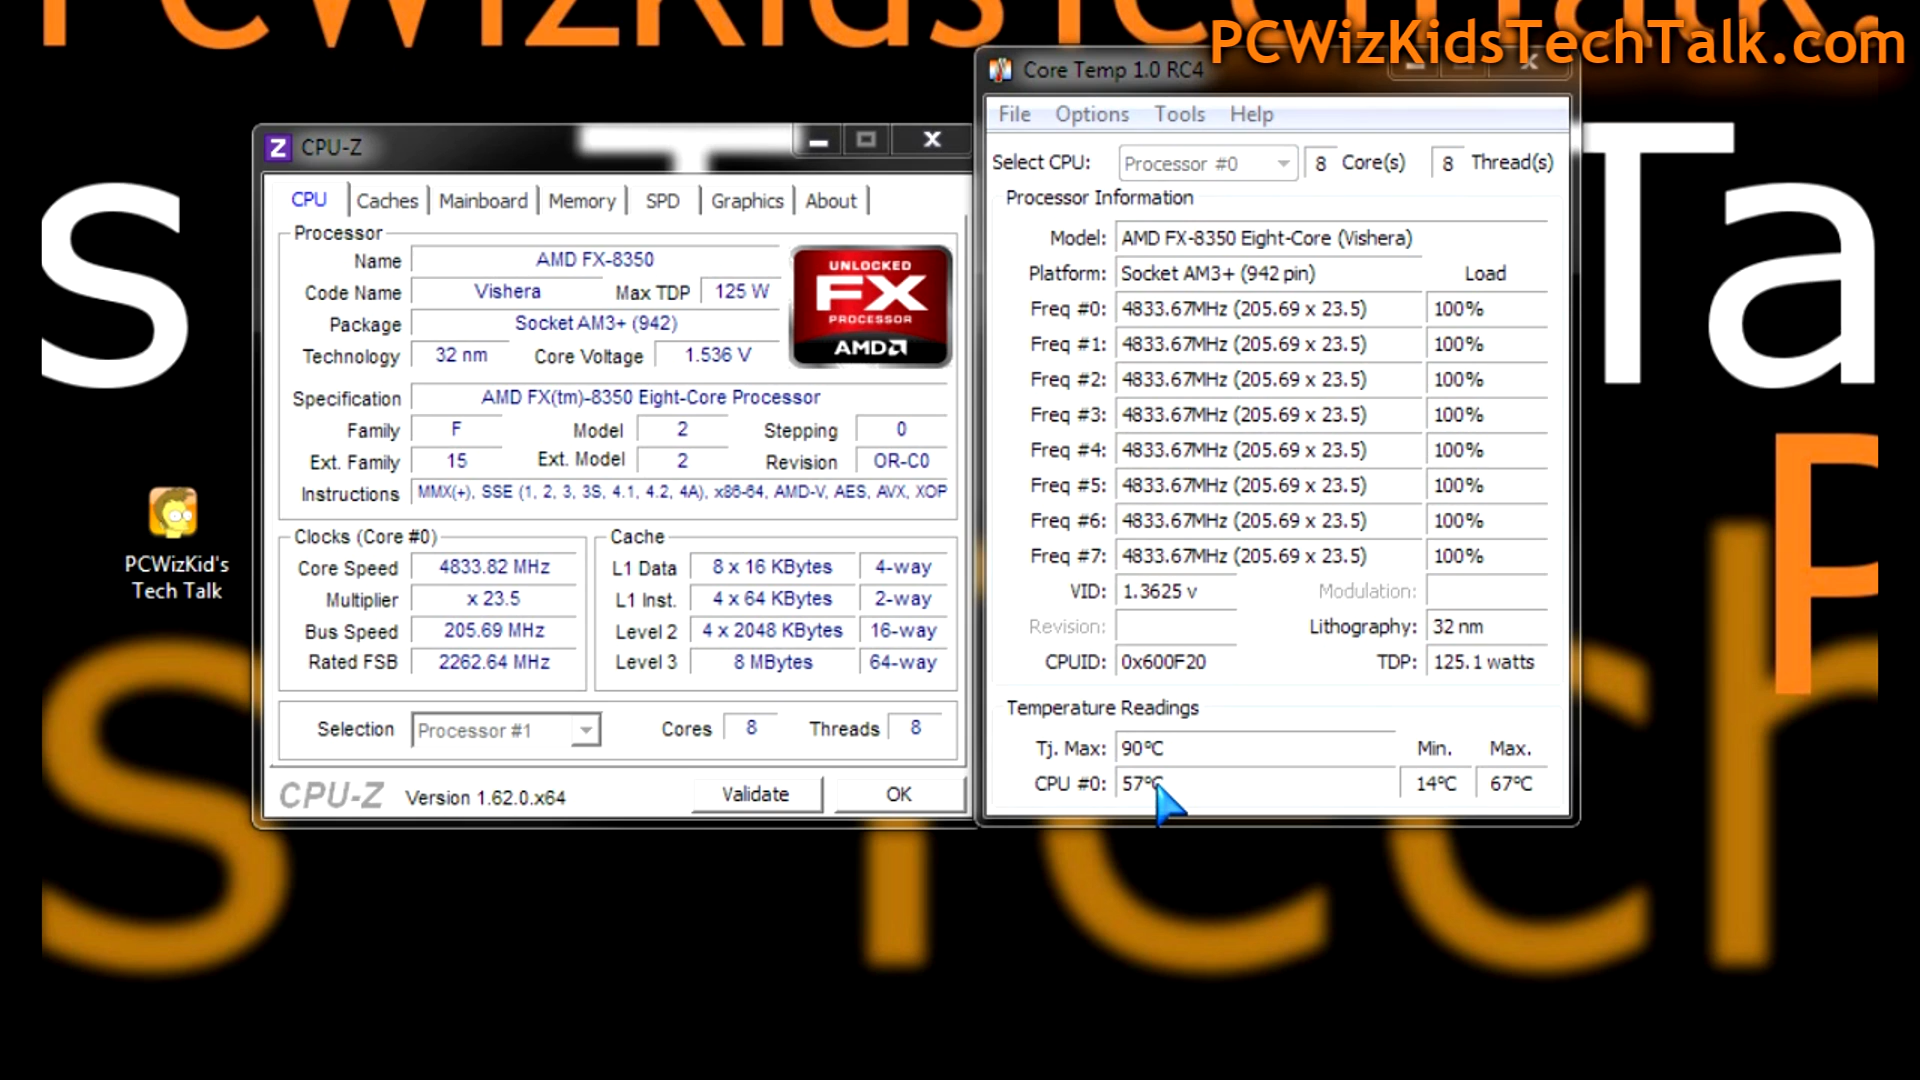 PCWizKidsTechTalk.
PCWizKidsTechTalk.com
s T Ta
P
s Tech
PCWizKid's
Tech Talk
CPU-Z
CPU Caches Mainboard Memory SPD Graphics About
Processor
Name AMD FX-8350
Code Name Vishera Max TDP 125 W
Package Socket AM3+ (942)
Technology 32 nm Core Voltage 1.536 V
UNLOCKED
FX
PROCESSOR
AMD
Specification AMD FX(tm)-8350 Eight-Core Processor
Family F Model 2 Stepping 0
Ext. Family 15 Ext. Model 2 Revision OR-C0
Instructions MMX(+), SSE (1, 2, 3, 3S, 4.1, 4.2, 4A), x86-64, AMD-V, AES, AVX, XOP
Clocks (Core #0)
Core Speed 4833.82 MHz
Multiplier x 23.5
Bus Speed 205.69 MHz
Rated FSB 2262.64 MHz
Cache
L1 Data 8 x 16 KBytes 4-way
L1 Inst. 4 x 64 KBytes 2-way
Level 2 4 x 2048 KBytes 16-way
Level 3 8 MBytes 64-way
Selection Processor #1 Cores 8 Threads 8
CPU-Z Version 1.62.0.x64 Validate OK
Core Temp 1.0 RC4
File Options Tools Help
Select CPU: Processor #0 8 Core(s) 8 Thread(s)
Processor Information
Model: AMD FX-8350 Eight-Core (Vishera)
Platform: Socket AM3+ (942 pin) Load
Freq #0: 4833.67MHz (205.69 x 23.5) 100%
Freq #1: 4833.67MHz (205.69 x 23.5) 100%
Freq #2: 4833.67MHz (205.69 x 23.5) 100%
Freq #3: 4833.67MHz (205.69 x 23.5) 100%
Freq #4: 4833.67MHz (205.69 x 23.5) 100%
Freq #5: 4833.67MHz (205.69 x 23.5) 100%
Freq #6: 4833.67MHz (205.69 x 23.5) 100%
Freq #7: 4833.67MHz (205.69 x 23.5) 100%
VID: 1.3625 v Modulation:
Revision: Lithography: 32 nm
CPUID: 0x600F20 TDP: 125.1 watts
Temperature Readings
Tj. Max: 90°C Min. Max.
CPU #0: 57°C 14°C 67°C